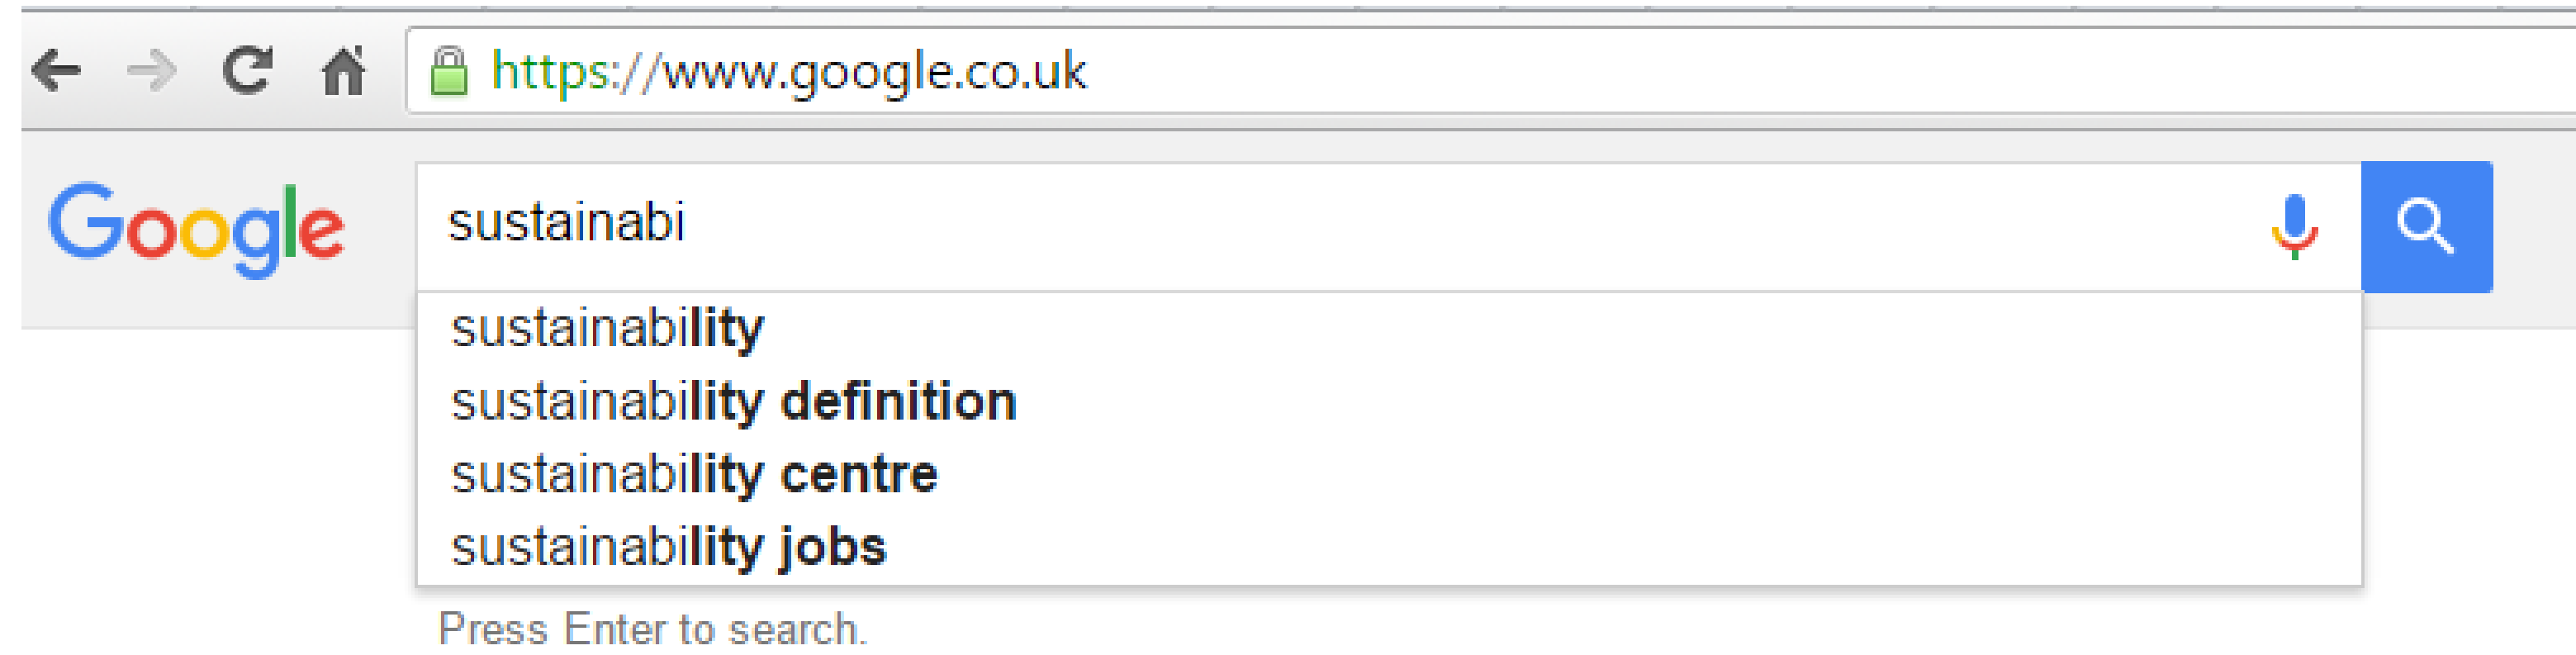 https://www.google.co.uk
Google
sustainabi
sustainability
sustainability definition
sustainability centre
sustainability jobs
Press Enter to search.